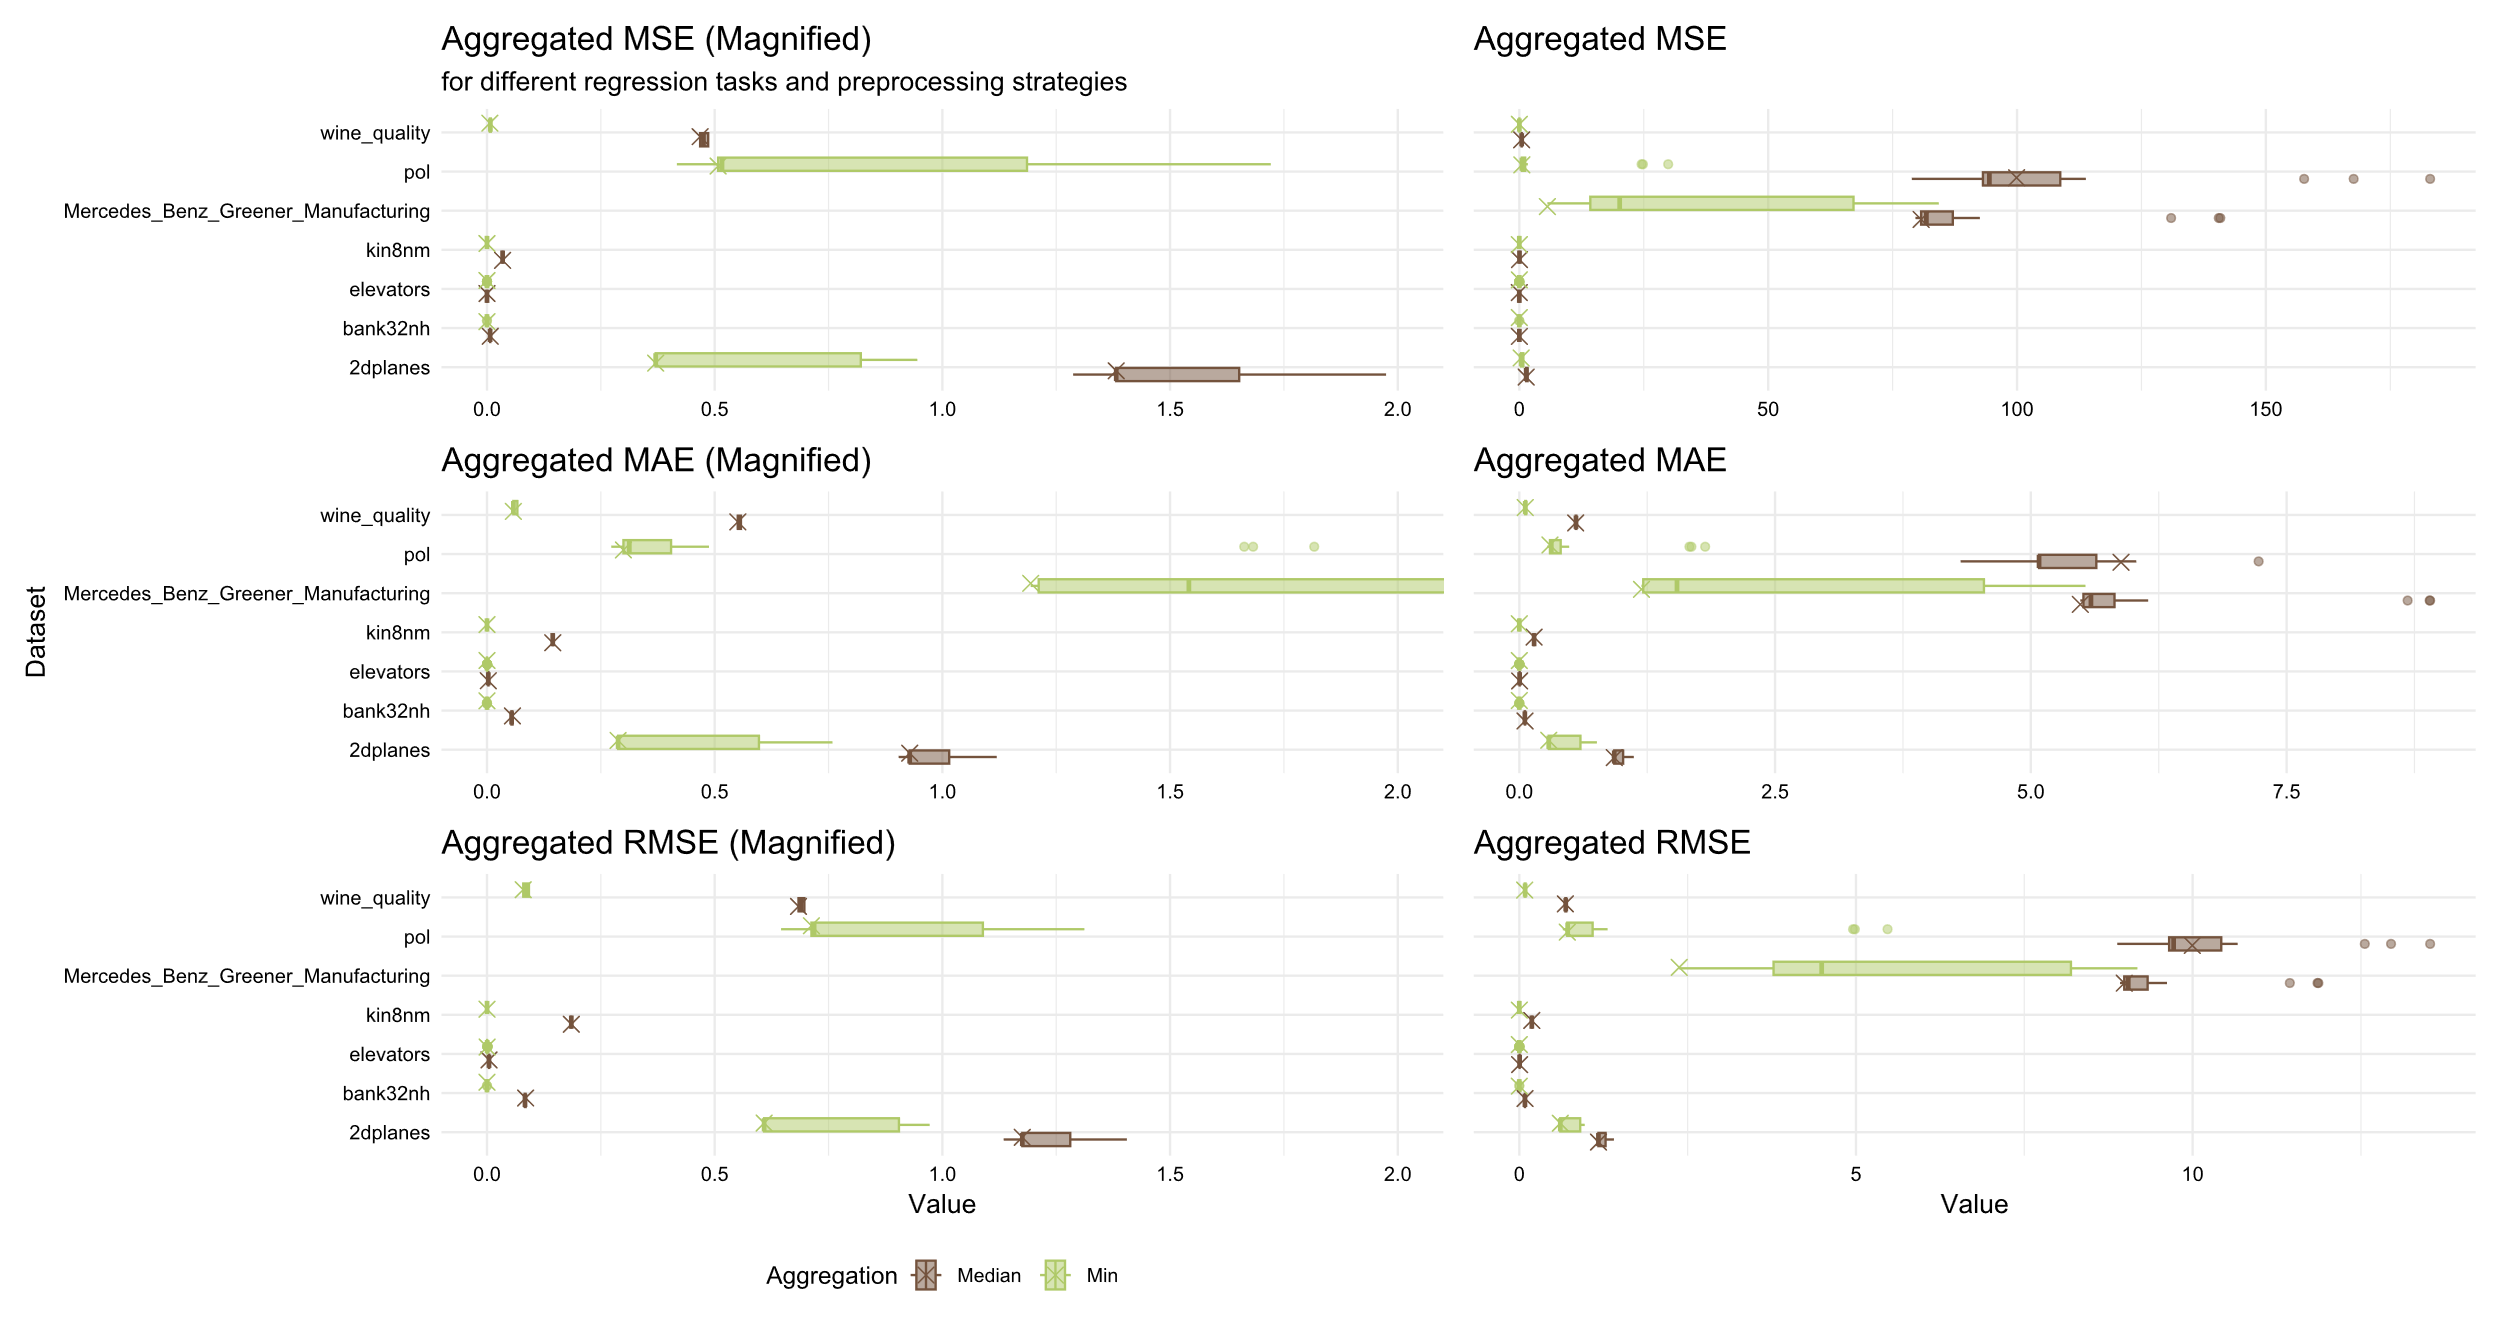 Aggregated MSE (Magnified)
for different regression tasks and preprocessing strategies
wine_quality
pol
Mercedes_Benz_Greener_Manufacturing
kin8nm
elevators
bank32nh
2dplanes
0.0 0.5 1.0 1.5 2.0
Aggregated MSE
0 50 100 150
Aggregated MAE (Magnified)
Dataset
wine_quality
pol
Mercedes_Benz_Greener_Manufacturing
kin8nm
elevators
bank32nh
2dplanes
0.0 0.5 1.0 1.5 2.0
Aggregated MAE
0.0 2.5 5.0 7.5
Aggregated RMSE (Magnified)
wine_quality
pol
Mercedes_Benz_Greener_Manufacturing
kin8nm
elevators
bank32nh
2dplanes
0.0 0.5 1.0 1.5 2.0
Value
Aggregated RMSE
0 5 10
Value
Aggregation Median Min